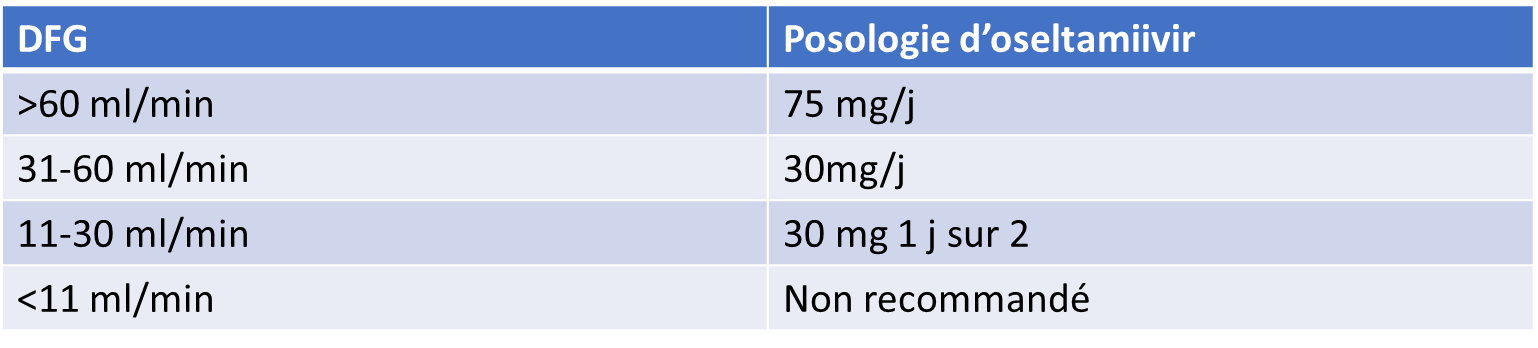 DFG Posologie d’oseltamiivir
>60 ml/min 75 mg/j
31-60 ml/min 30mg/j
11-30 ml/min 30 mg 1 j sur 2
<11 ml/min Non recommandé